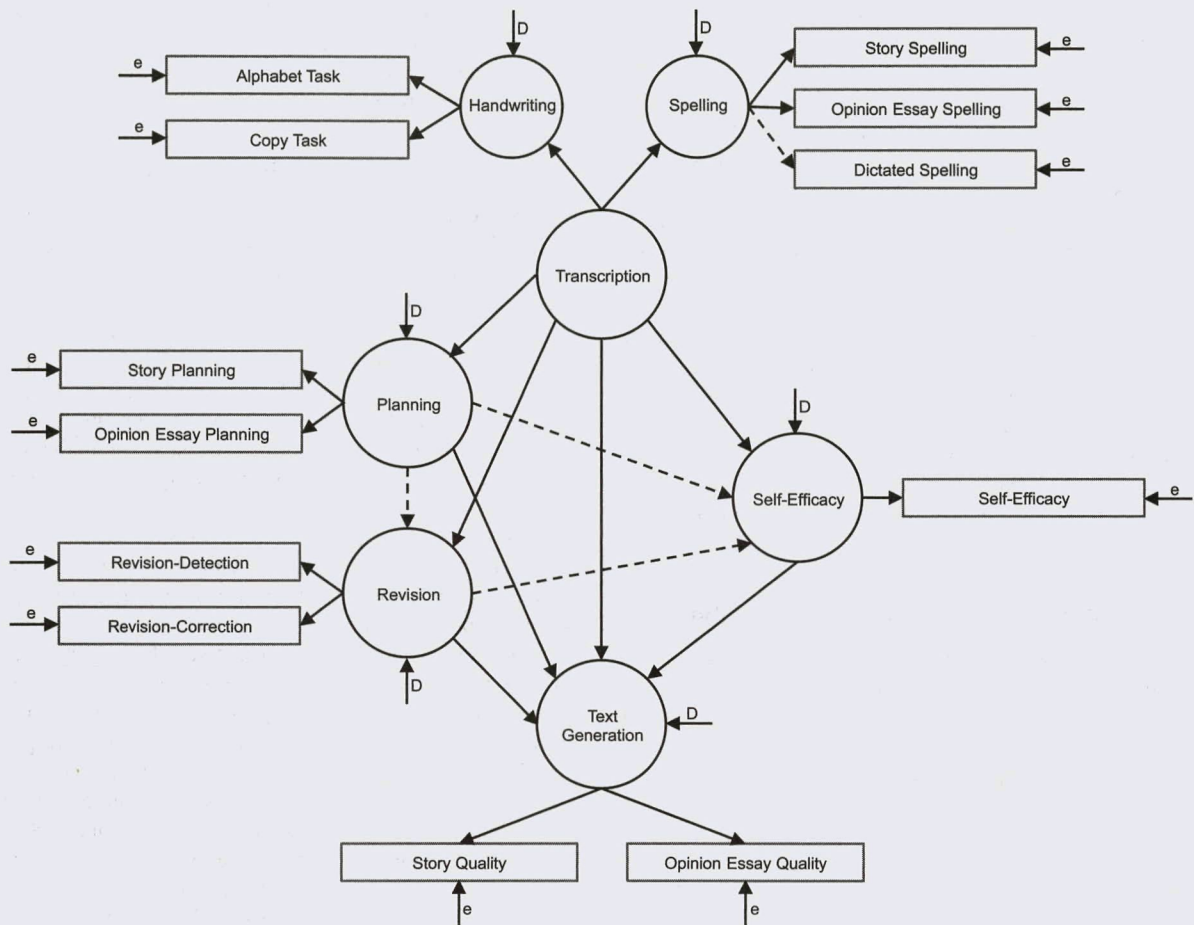 D
D
e
Alphabet Task
Handwriting
Spelling
Story Spelling
e
e
Copy Task
Opinion Essay Spelling
e
Dictated Spelling
e
Transcription
D
e
Story Planning
Planning
e
Opinion Essay Planning
D
Self-Efficacy
Self-Efficacy
e
e
Revision-Detection
Revision
e
Revision-Correction
D
Text
Generation
D
Story Quality
Opinion Essay Quality
e
e